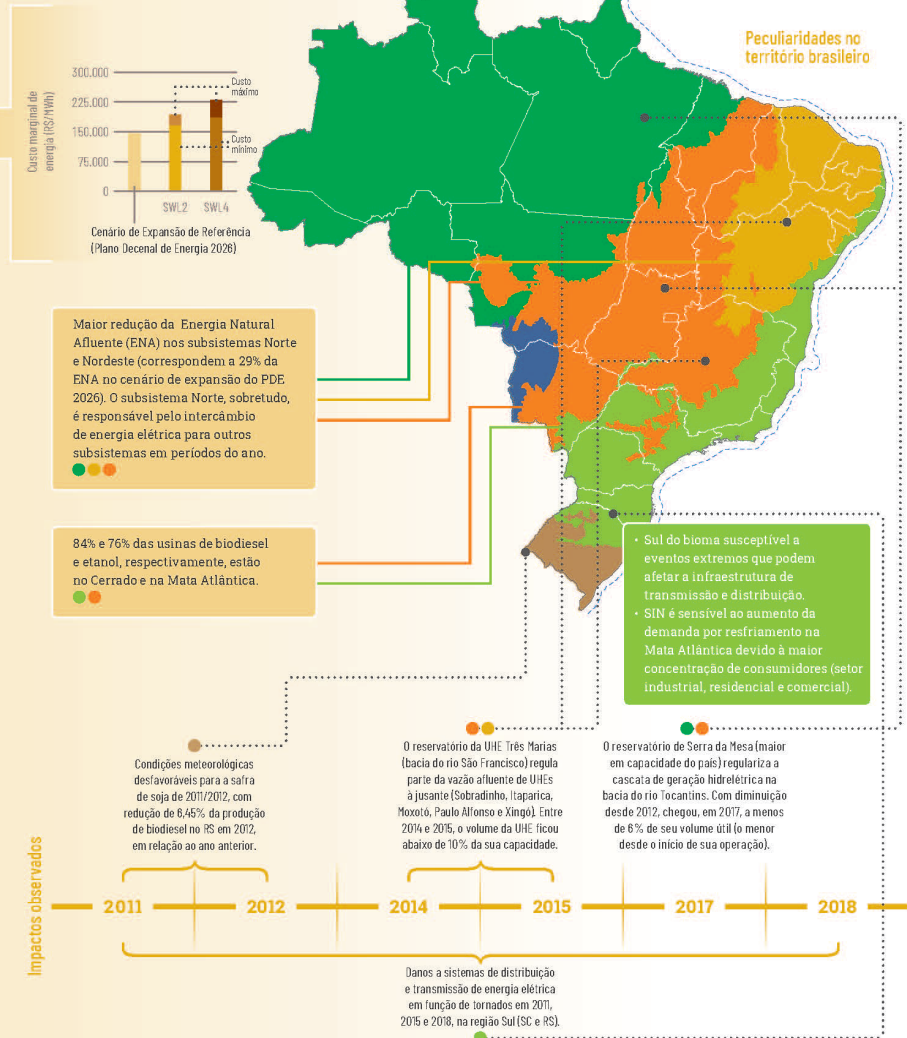 Peculiaridades no
território brasileiro
Custo marginal de
energia (R$/MWh)
300.000
225.000
150.000
75.000
0
Custo
máximo
Custo
mínimo
SWL2
SWL4
Cenário de Expansão de Referência
(Plano Decenal de Energia 2026)
Maior redução da Energia Natural
Afluente (ENA) nos subsistemas Norte
e Nordeste (correspondem a 29% da
ENA no cenário de expansão do PDE
2026). O subsistema Norte, sobretudo,
é responsável pelo intercâmbio
de energia elétrica para outros
subsistemas em períodos do ano.
84% e 76% das usinas de biodiesel
e etanol, respectivamente, estão
no Cerrado e na Mata Atlântica.
• Sul do bioma susceptível a
eventos extremos que podem
afetar a infraestrutura de
transmissão e distribuição.
• SIN é sensível ao aumento da
demanda por resfriamento na
Mata Atlântica devido à maior
concentração de consumidores (setor
industrial, residencial e comercial).
Condições meteorológicas
desfavoráveis para a safra
de soja de 2011/2012, com
redução de 6,45% da produção
de biodiesel no RS em 2012,
em relação ao ano anterior.
O reservatório da UHE Três Marias
(bacia do rio São Francisco) regula
parte da vazão afluente de UHEs
à jusante (Sobradinho, Itaparica,
Moxotó, Paulo Alfonso e Xingó). Entre
2014 e 2015, o volume da UHE ficou
abaixo de 10% da sua capacidade.
O reservatório de Serra da Mesa (maior
em capacidade do país) regulariza a
cascata de geração hidrelétrica na
bacia do rio Tocantins. Com diminuição
desde 2012, chegou, em 2017, a menos
de 6% de seu volume útil (o menor
desde o início de sua operação).
Impactos observados
2011
2012
2014
2015
2017
2018
Danos a sistemas de distribuição
e transmissão de energia elétrica
em função de tornados em 2011,
2015 e 2018, na região Sul (SC e RS).